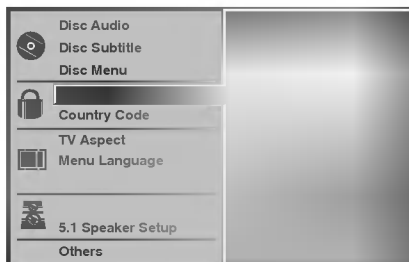 Disc Audio
Disc Subtitle
Disc Menu
Country Code
TV Aspect
Menu Language
5.1 Speaker Setup
Others